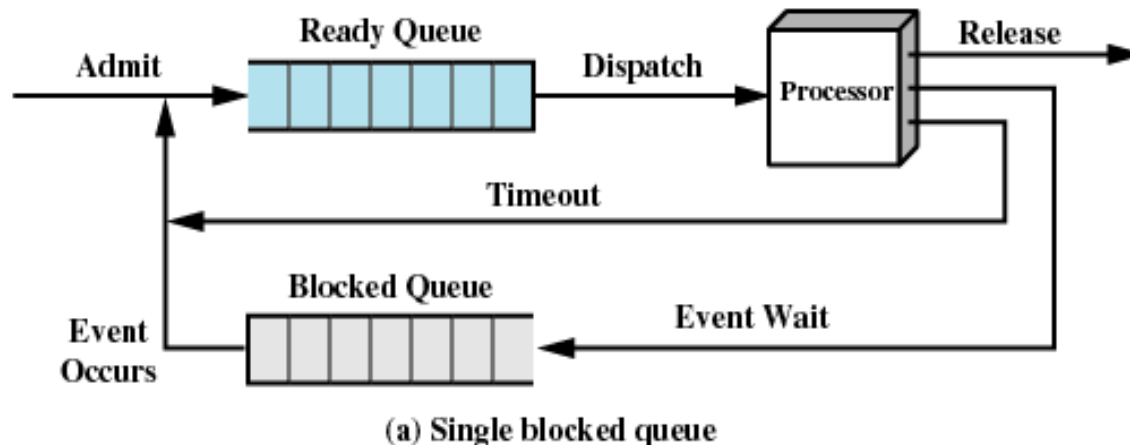 Ready Queue
Release
Admit
Dispatch
Processor
Timeout
Blocked Queue
Event Wait
Event
Occurs
(a) Single blocked queue